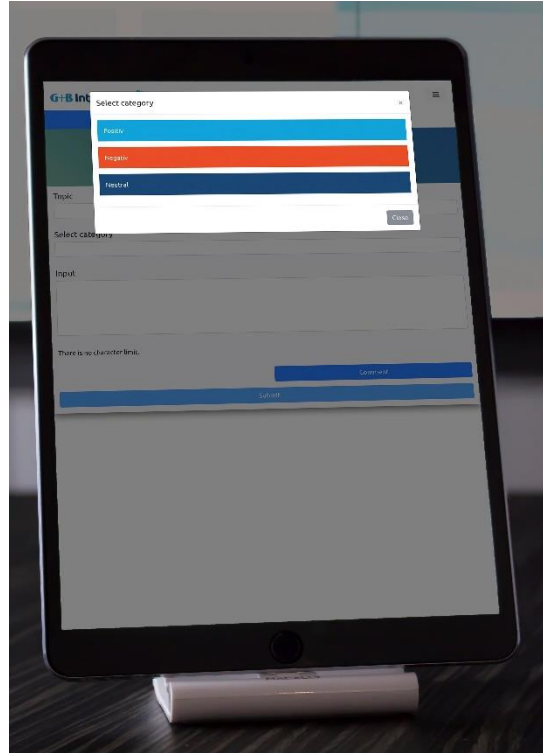 G+B Int
Select category
×
Positiv
Negativ
Neutral
Close
Topic
Select category
Input
There is no character limit.
Comment
Submit